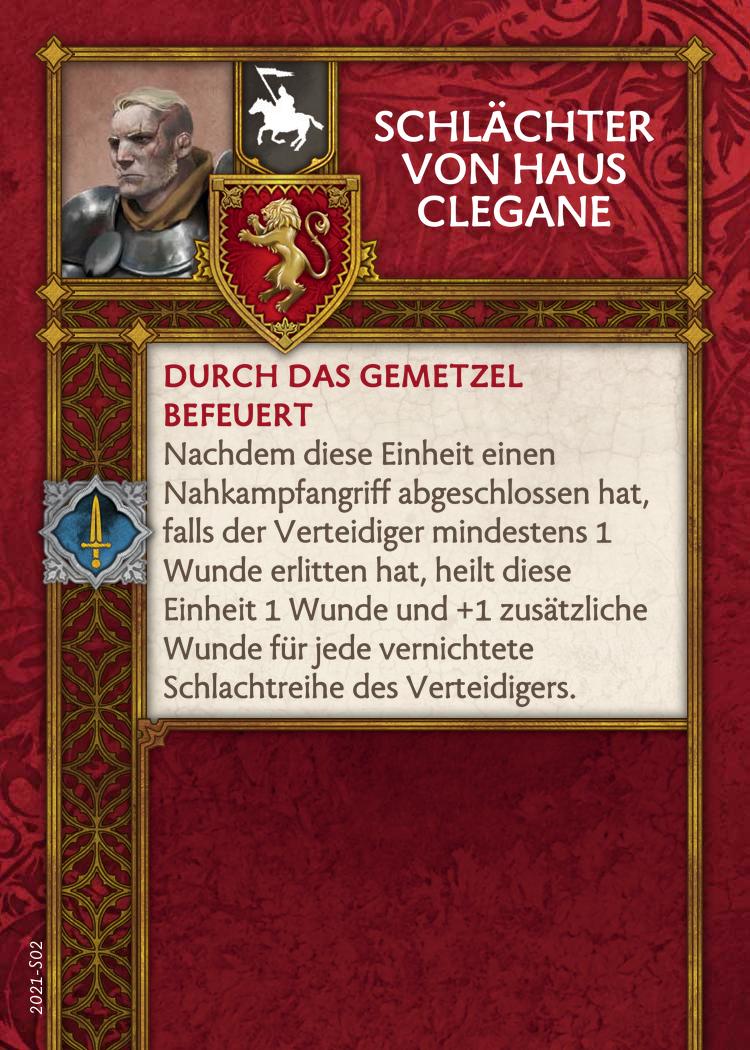 SCHLÄCHTER
VON HAUS
CLEGANE
DURCH DAS GEMETZEL
BEFEUERT
Nachdem diese Einheit einen
Nahkampfangriff abgeschlossen hat,
falls der Verteidiger mindestens 1
Wunde erlitten hat, heilt diese
Einheit 1 Wunde und +1 zusätzliche
Wunde für jede vernichtete
Schlachtreihe des Verteidigers.
2021-S02